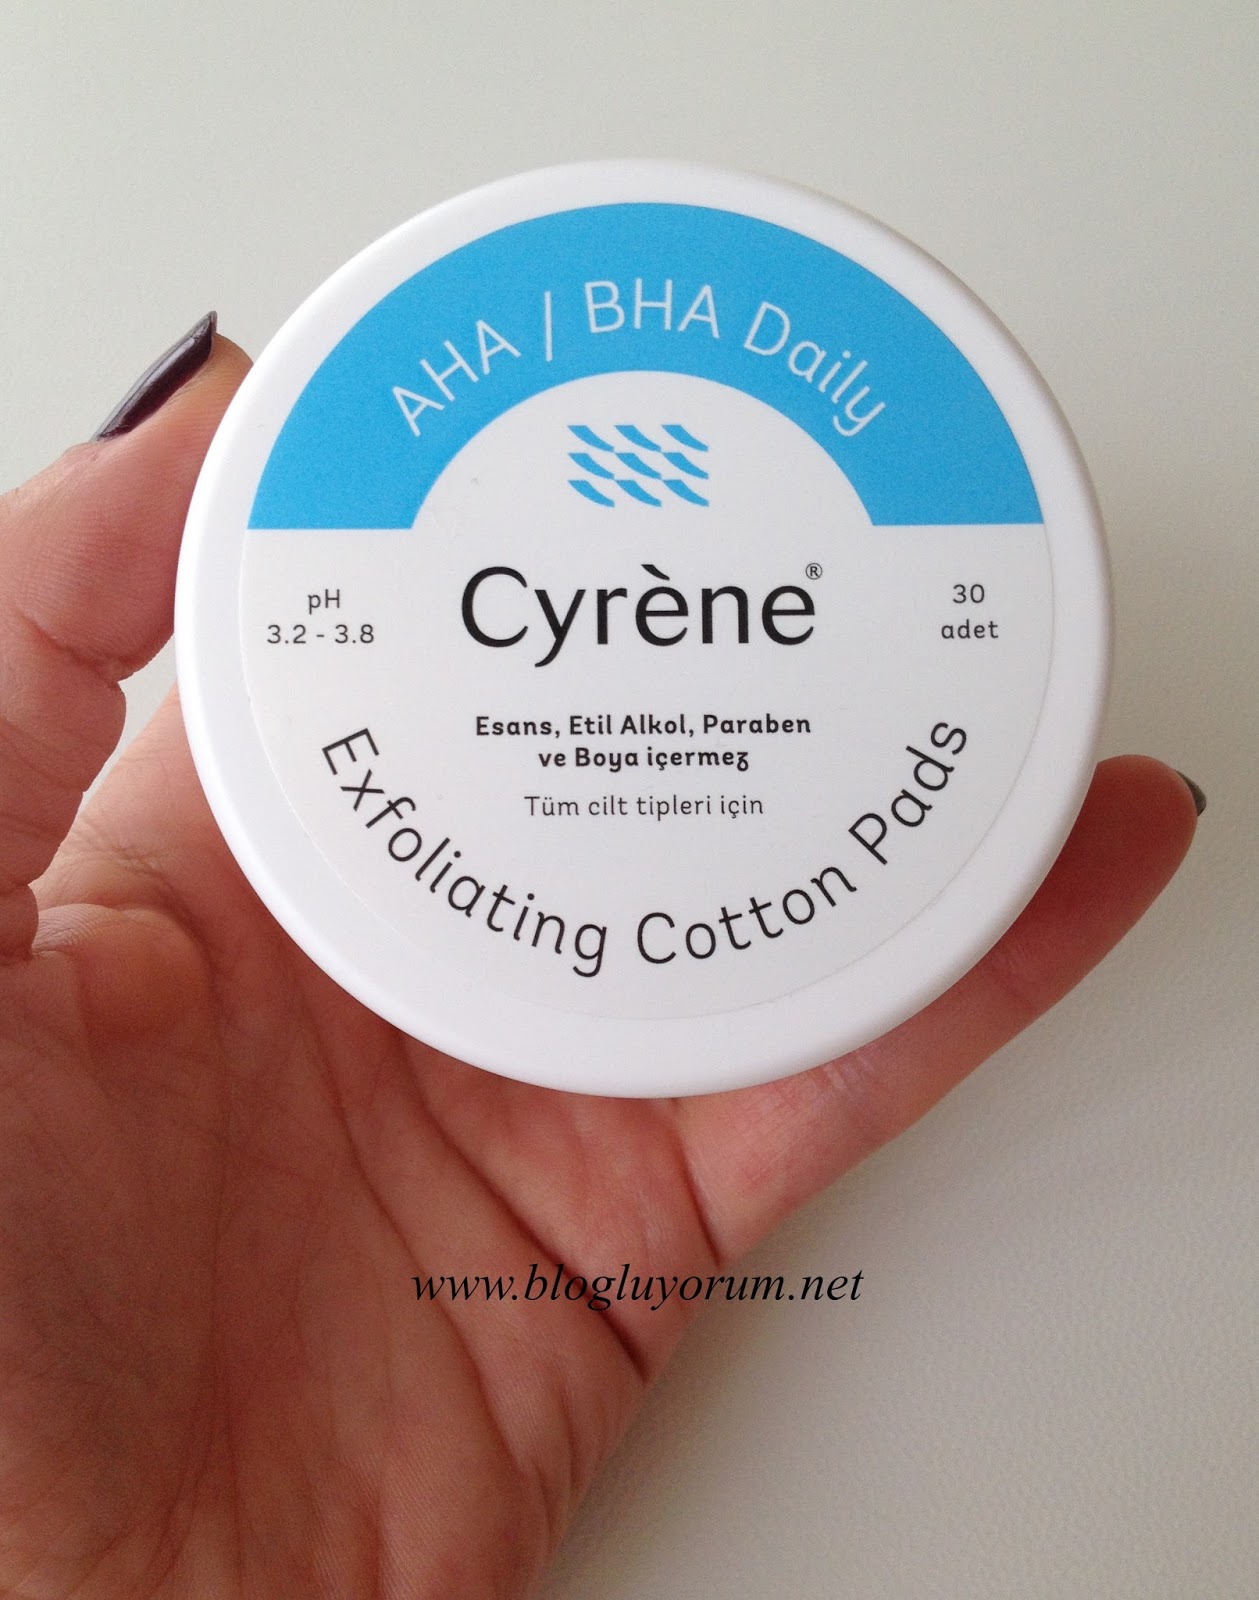 AHA / BHA Daily
Cyrène®
pH
3.2 - 3.8
30
adet
Esans, Etil Alkol, Paraben
ve Boya içermez
Tüm cilt tipleri için
Exfoliating Cotton Pads
www.blogluyorum.net